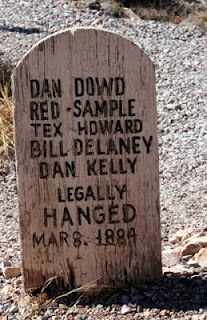 DAN DOWD
RED - SAMPLE
TEX - HOWARD
BILL DELANEY
DAN KELLY
LEGALLY
HANGED
MAR. 8. 1884